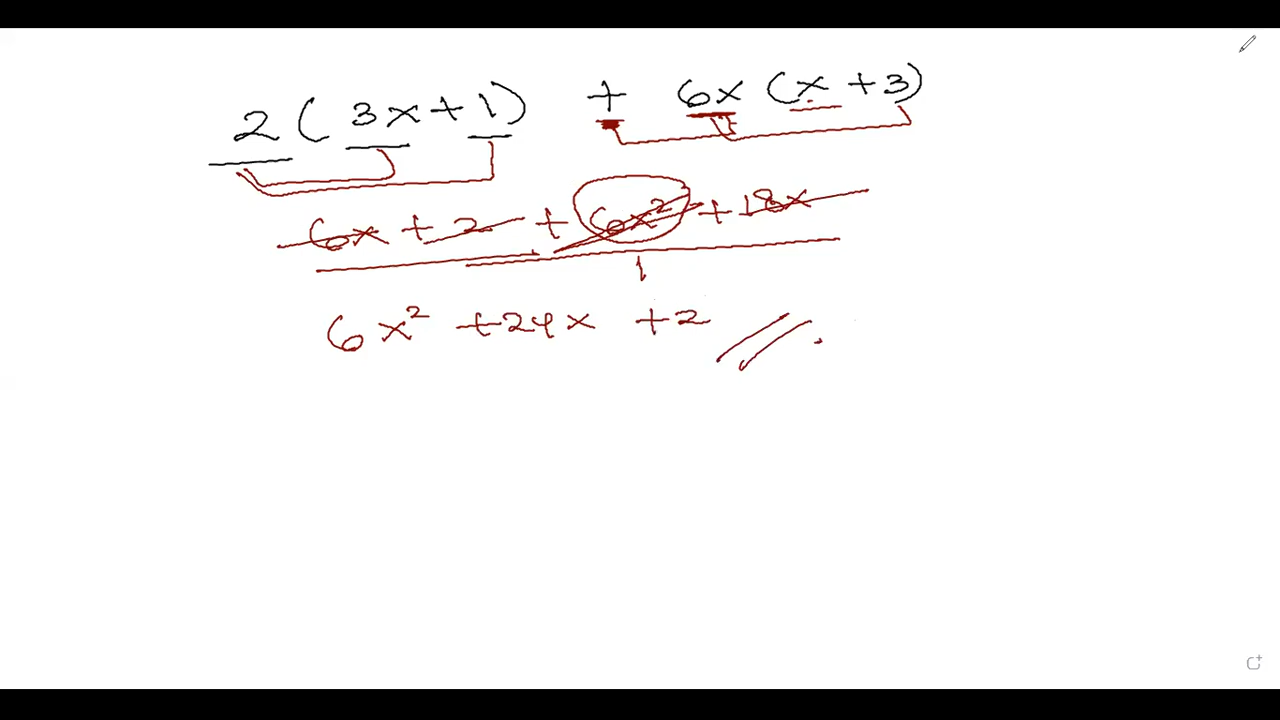 2(3x+1) + 6x(x+3)
6x + 2 + 6x² + 18x
6x² + 24x + 2